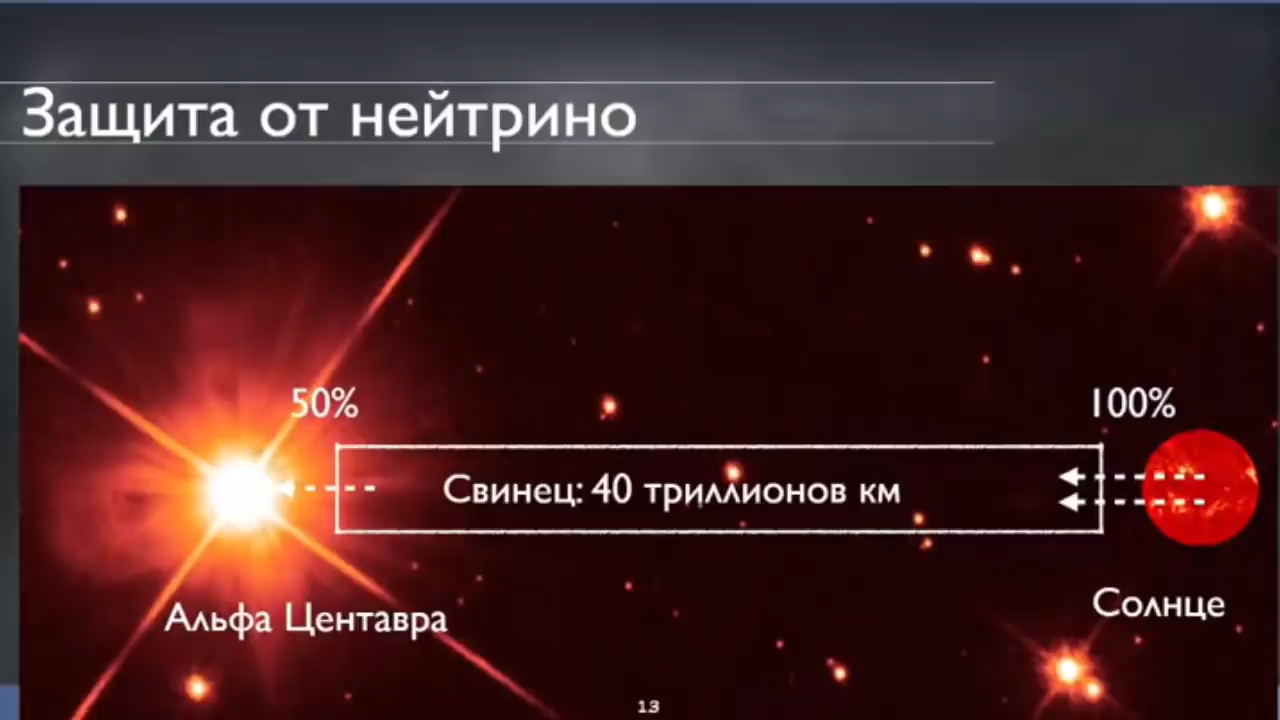 Защита от нейтрино
50%
100%
Свинец: 40 триллионов км
Альфа Центавра
Солнце
13